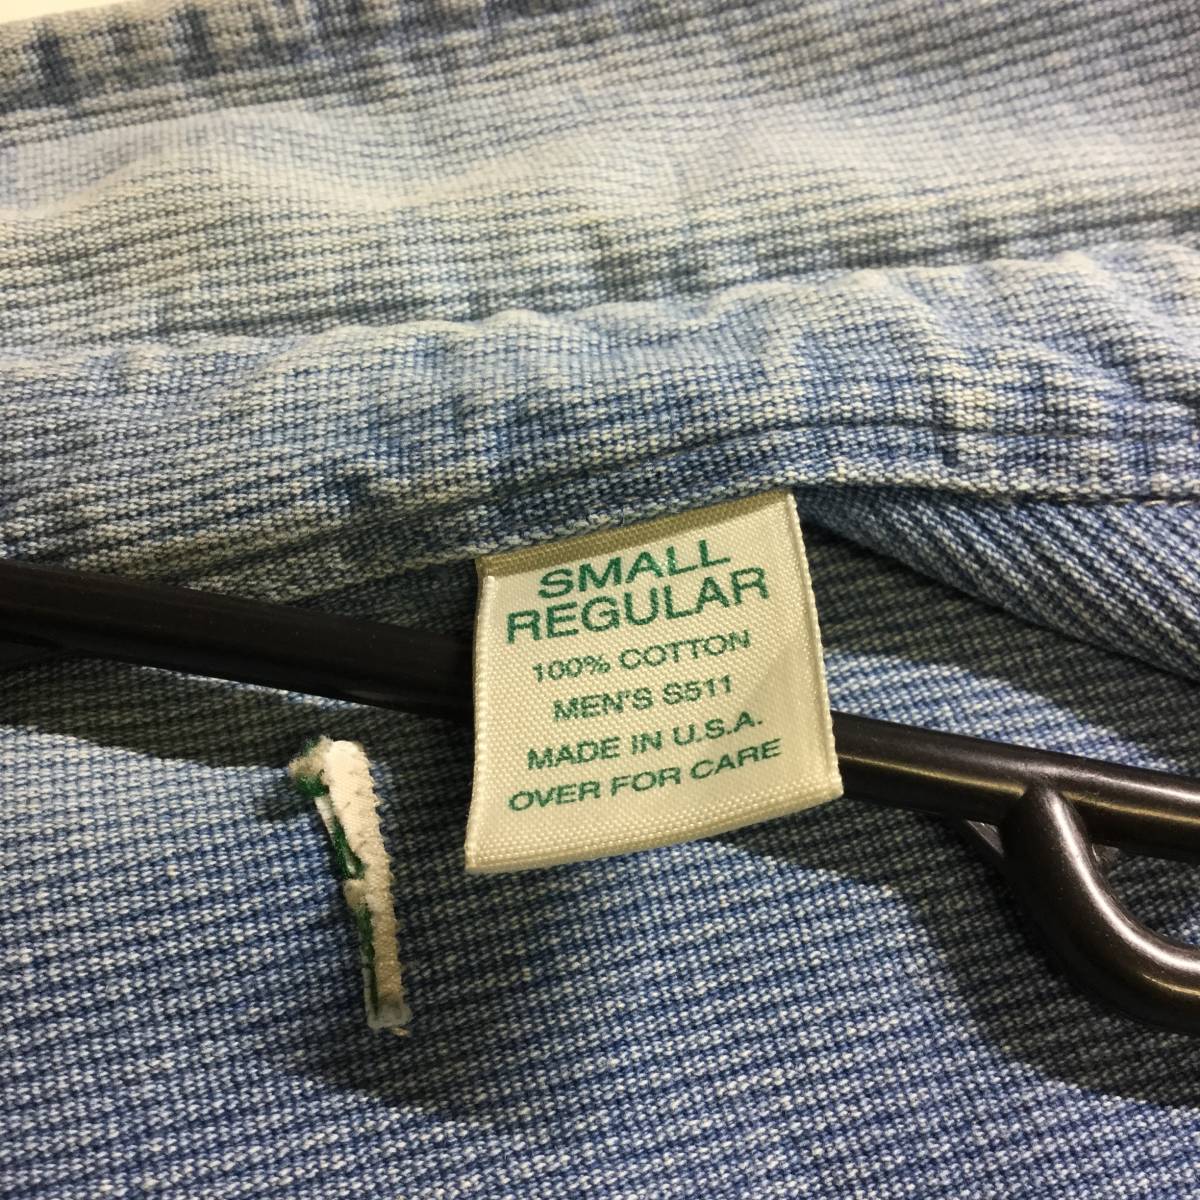 SMALL
REGULAR
100% COTTON
MEN'S S511
MADE IN U.S.A.
OVER FOR CARE